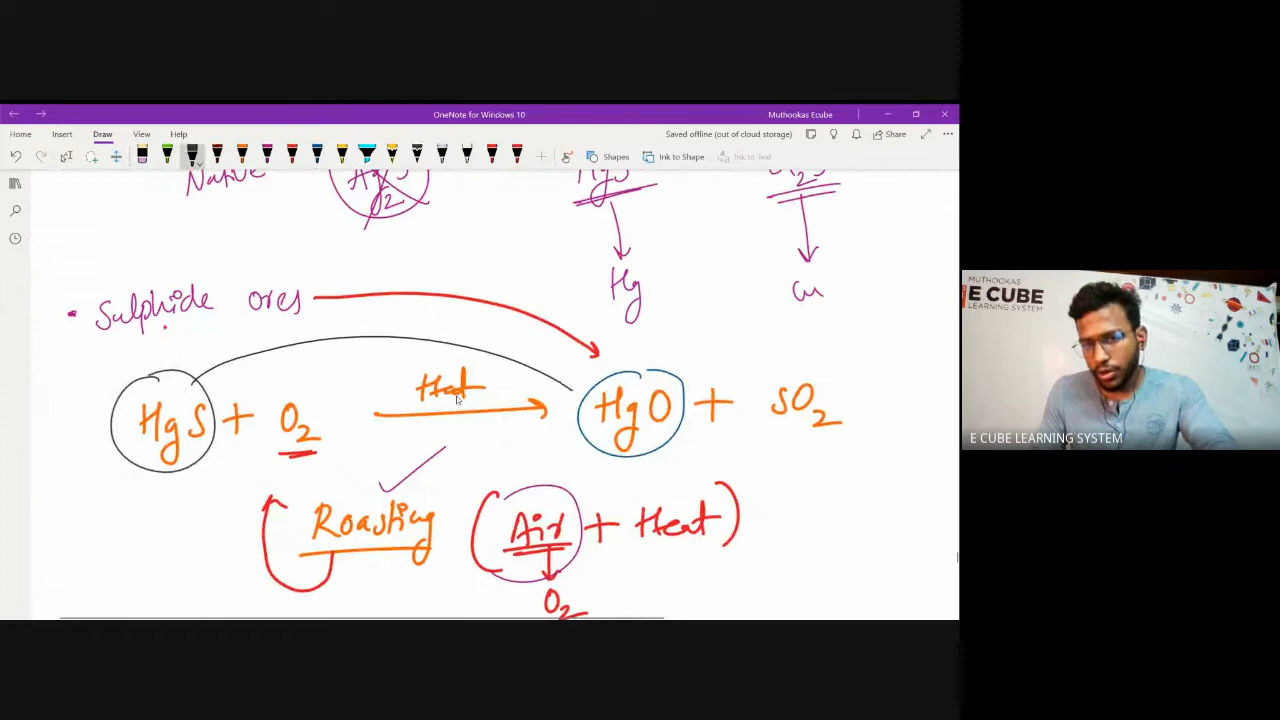 OneNote for Windows 10
Muthookas Ecube
Home Insert Draw View Help
Saved offline (out of cloud storage)
Share
Shapes
Ink to Shape
Ink to Text
Native
HgS
Hg
Cu
• Sulphide ores
HgS + O2 Heat HgO + SO2
Roasting (Air + Heat)
O2
MUTHOOKAS
E CUBE
LEARNING SYSTEM
E CUBE LEARNING SYSTEM